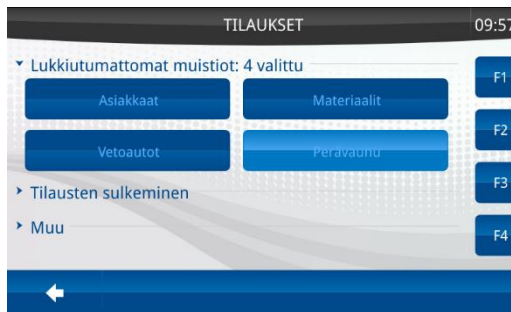 TILAUKSET
09:57
Lukkiutumattomat muistiot: 4 valittu
Asiakkaat
Materiaalit
Vetoautot
Perävaunu
Tilausten sulkeminen
Muu
F1
F2
F3
F4